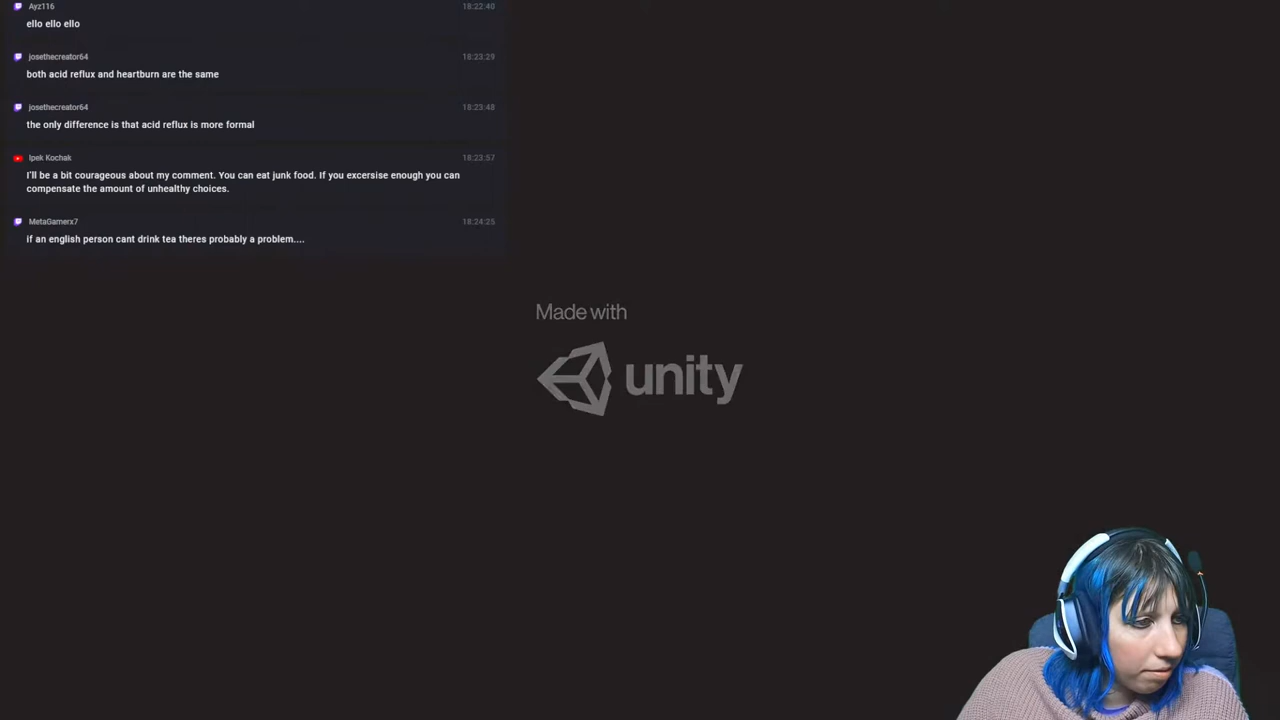 Ayz116 18:22:40
ello ello ello
josethecreator64 18:23:29
both acid reflux and heartburn are the same
josethecreator64 18:23:48
the only difference is that acid reflux is more formal
Ipek Kochak 18:23:57
I'll be a bit courageous about my comment. You can eat junk food. If you excersise enough you can
compensate the amount of unhealthy choices.
MetaGamerx7 18:24:25
if an english person cant drink tea theres probably a problem....
Made with
unity